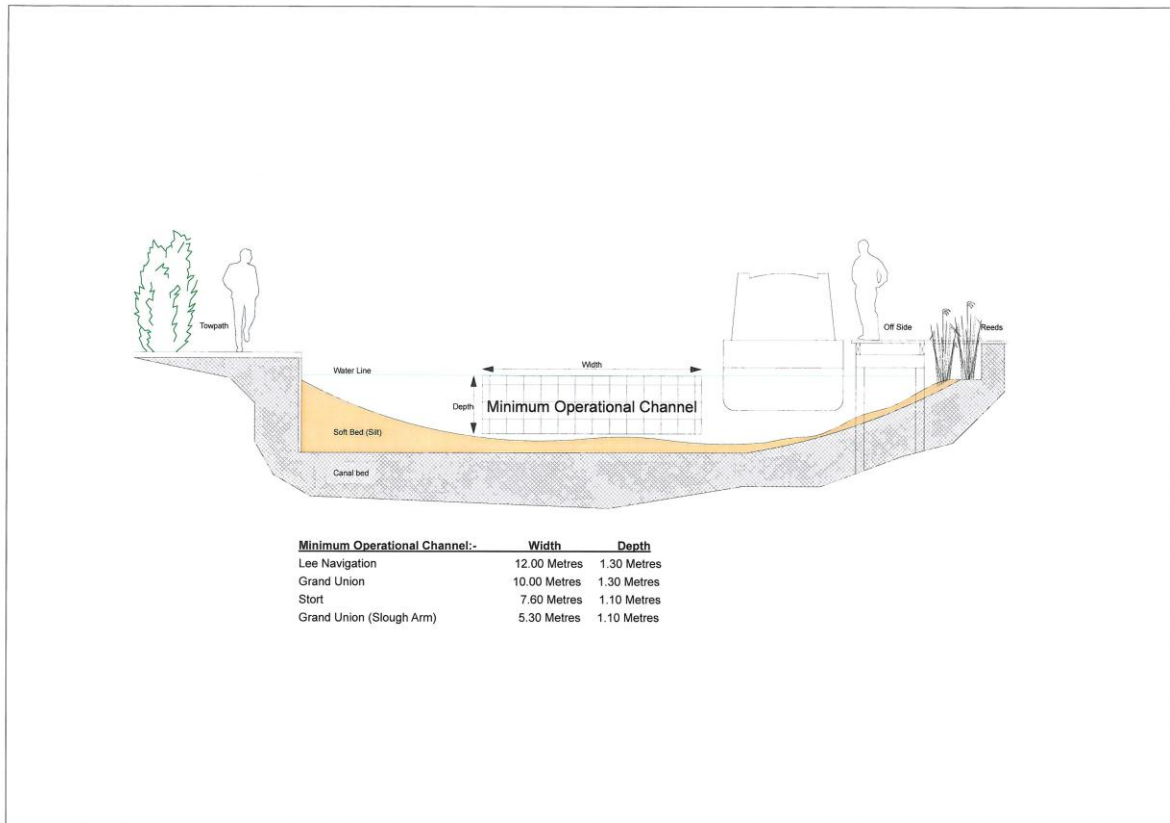 Towpath
Off Side
Reeds
Water Line
Width
Depth
Minimum Operational Channel
Soft Bed (Silt)
Canal bed
Minimum Operational Channel:- Width Depth
Lee Navigation 12.00 Metres 1.30 Metres
Grand Union 10.00 Metres 1.30 Metres
Stort 7.60 Metres 1.10 Metres
Grand Union (Slough Arm) 5.30 Metres 1.10 Metres